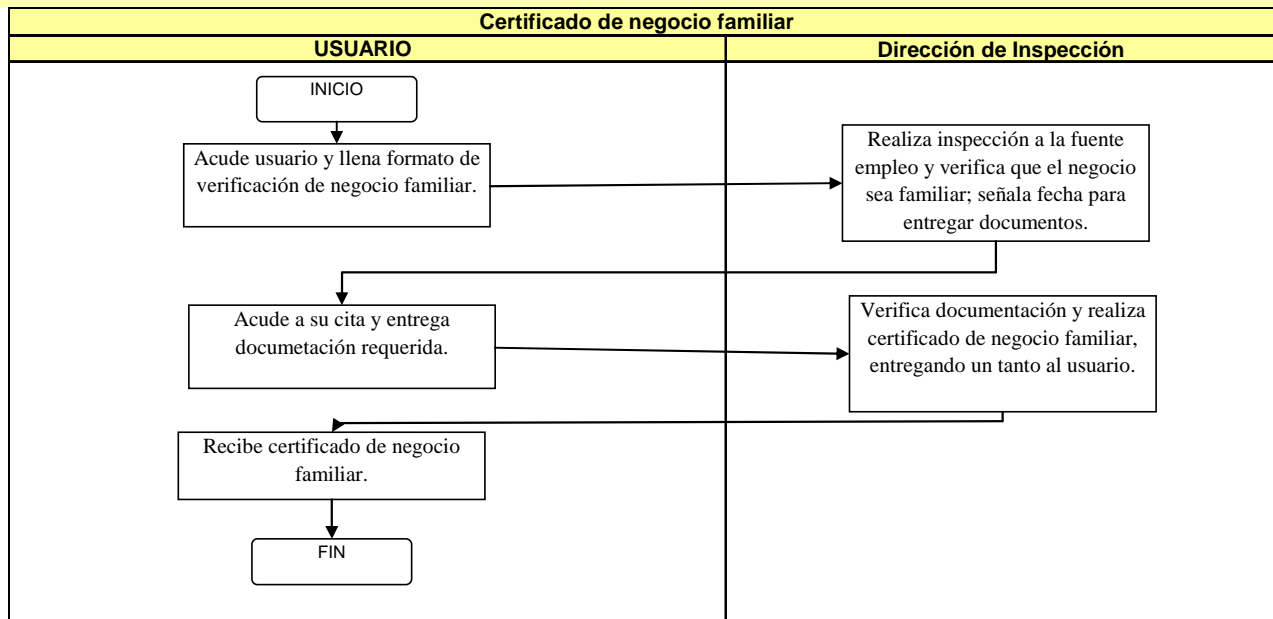 Certificado de negocio familiar
USUARIO
Dirección de Inspección
INICIO
Acude usuario y llena formato de
verificación de negocio familiar.
Realiza inspección a la fuente
empleo y verifica que el negocio
sea familiar; señala fecha para
entregar documentos.
Acude a su cita y entrega
documetación requerida.
Verifica documentación y realiza
certificado de negocio familiar,
entregando un tanto al usuario.
Recibe certificado de negocio
familiar.
FIN